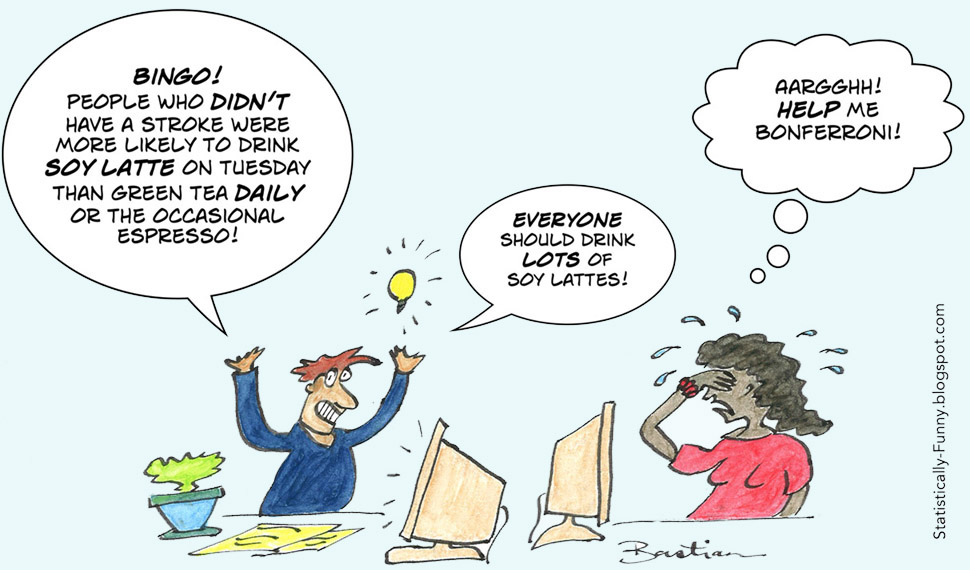 BINGO!
PEOPLE WHO DIDN'T
HAVE A STROKE WERE
MORE LIKELY TO DRINK
SOY LATTE ON TUESDAY
THAN GREEN TEA DAILY
OR THE OCCASIONAL
ESPRESSO!
EVERYONE
SHOULD DRINK
LOTS OF
SOY LATTES!
AARGGHH!
HELP ME
BONFERRONI!
Statistically-Funny.blogspot.com
Bastian